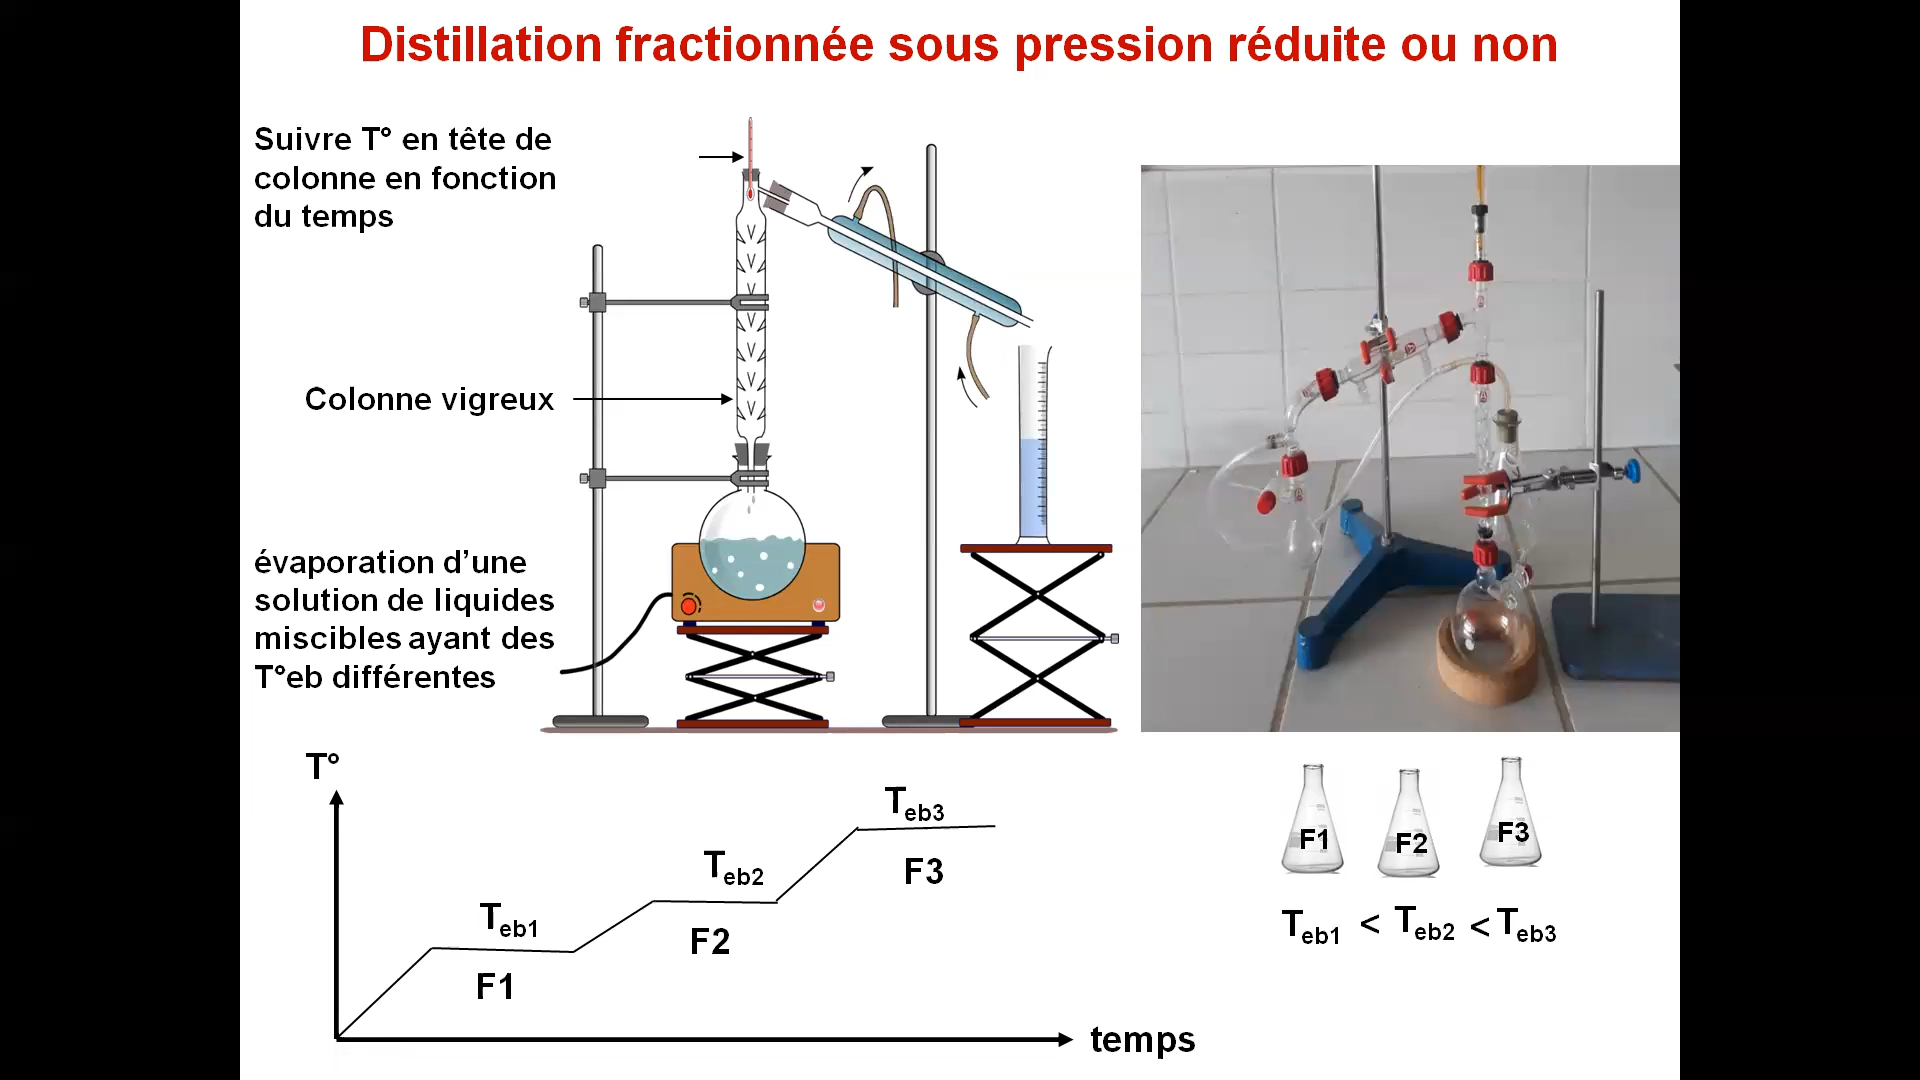 Distillation fractionnée sous pression réduite ou non
Suivre T° en tête de
colonne en fonction
du temps
Colonne vigreux
évaporation d’une
solution de liquides
miscibles ayant des
T°eb différentes
T°
Teb1
F1
Teb2
F2
Teb3
F3
temps
F1
F2
F3
Teb1 < Teb2 < Teb3